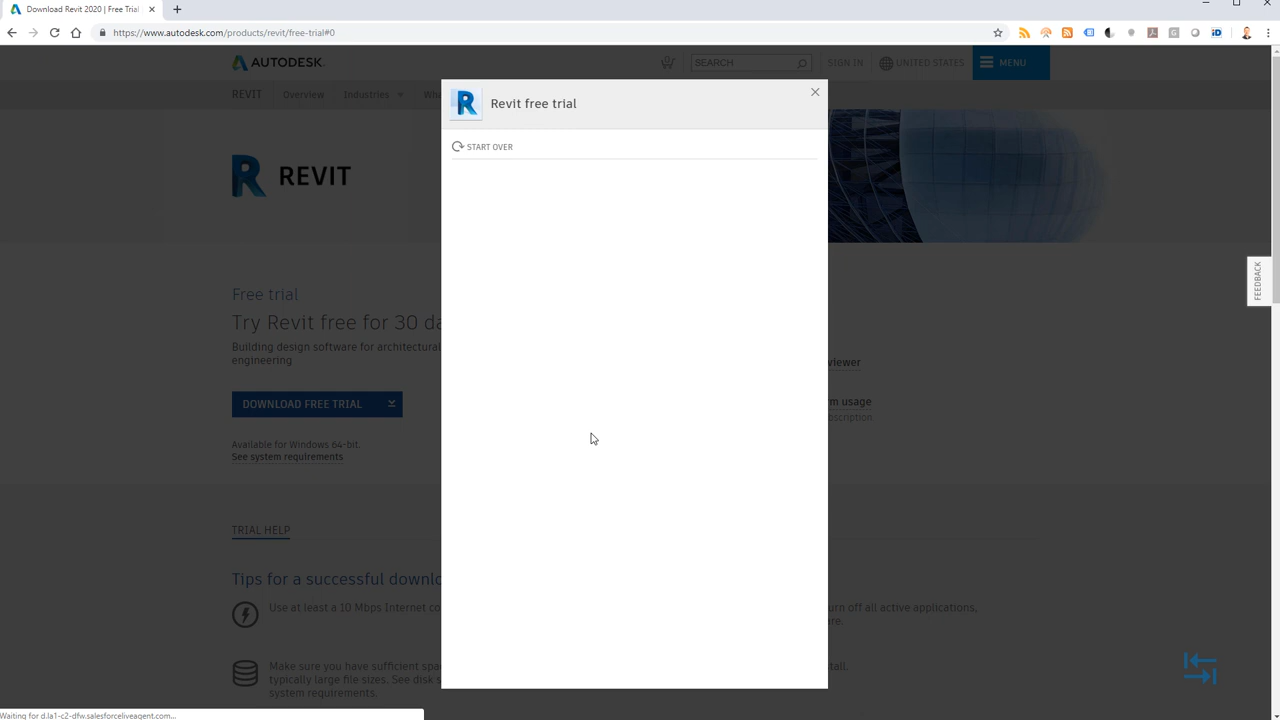 Download Revit 2020 | Free Tria
https://www.autodesk.com/products/revit/free-trial#0
AUTODESK.
SEARCH
SIGN IN
UNITED STATES
MENU
REVIT
Overview
Industries
Revit free trial
START OVER
REVIT
FEEDBACK
Free trial
Try Revit free for 30 da
Building design software for architectural
engineering
viewer
DOWNLOAD FREE TRIAL
rm usage
bscription
Available for Windows 64-bit.
See system requirements
TRIAL HELP
Tips for a successful downlo
Use at least a 10 Mbps Internet co
urn off all active applications,
Make sure you have sufficient spa
typically large file sizes. See disk s
system requirements.
Waiting for d.la1-c2-dfw.salesforceliveagent.com...